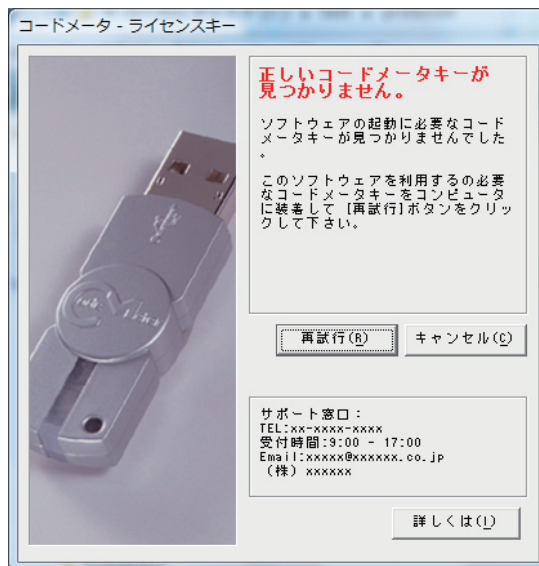 コードメータ - ライセンスキー
正しいコードメータキーが
見つかりません。
ソフトウェアの起動に必要なコード
メータキーが見つかりませんでした
。
このソフトウェアを利用するの必要
なコードメータキーをコンピュータ
に装着して [再試行]ボタンをクリッ
クして下さい。
再試行(R)
キャンセル(C)
サポート窓口：
TEL:xx-xxxx-xxxx
受付時間:9:00 - 17:00
Email:xxxxx@xxxxxx.co.jp
（株）xxxxxx
詳しくは(I)